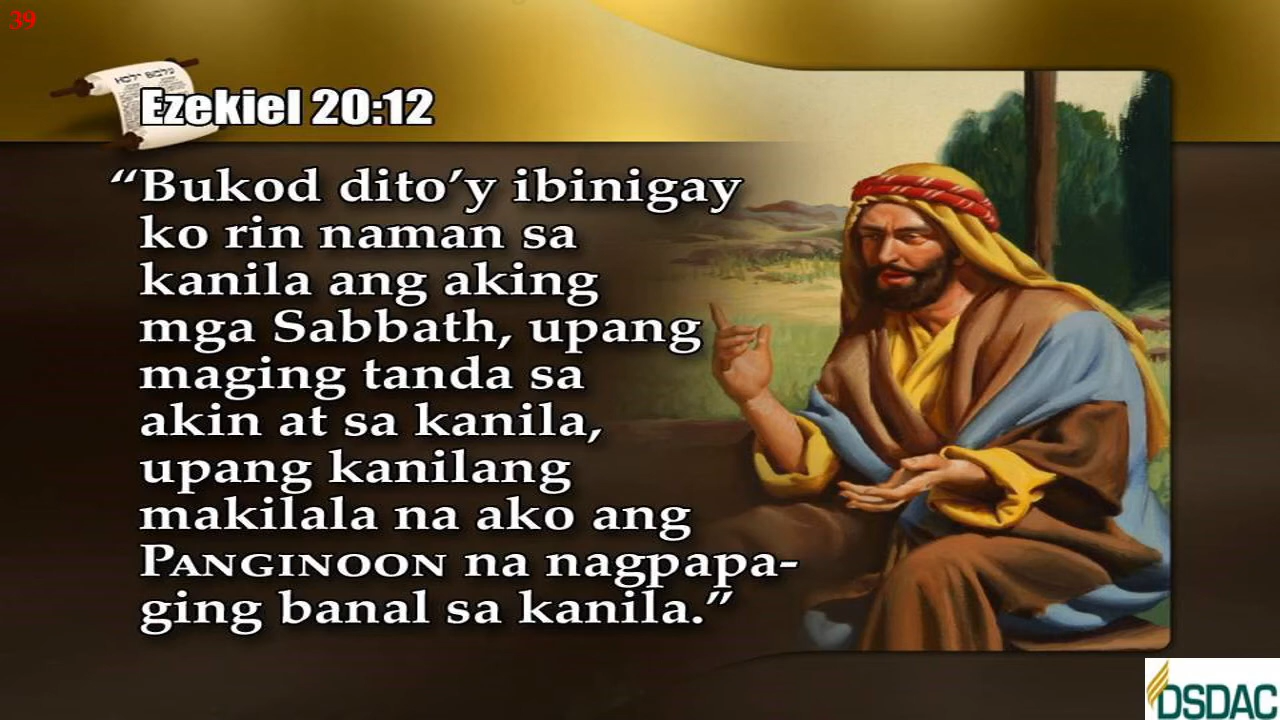 39
Ezekiel 20:12
“Bukod dito’y ibinigay
ko rin naman sa
kanila ang aking
mga Sabbath, upang
maging tanda sa
akin at sa kanila,
upang kanilang
makilala na ako ang
PANGINOON na nagpapa-
ging banal sa kanila.”
DSDAC